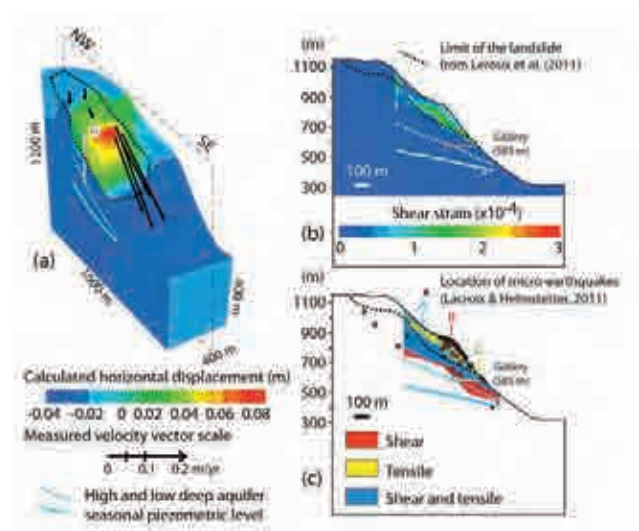 NW
SE
1200 m
1000 m
400 m
(a)
Calculated horizontal displacement (m)
-0.04 -0.02 0 0.02 0.04 0.06 0.08
Measured velocity vector scale
0 0.1 0.2 m/yr
High and low deep aquifer
seasonal piezometric level
(m)
1100
900
700
500
300
Limit of the landslide
from Leroux et al. (2011)
Gallery
(585 m)
100 m
(b)
Shear strain (x10-4)
0 1 2 3
(m)
1100
900
700
500
300
Location of micro-earthquakes
(Lacroix & Helmstetter, 2011)
Gallery
(585 m)
100 m
Shear
Tensile
Shear and tensile
(c)